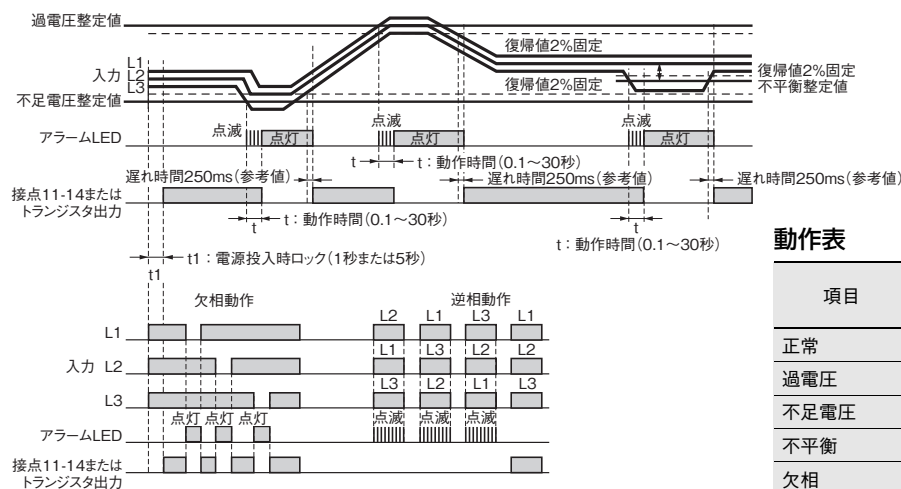 過電圧整定値
復帰値2%固定
L1
入力 L2
L3
復帰値2%固定
復帰値2%固定
不平衡整定値
不足電圧整定値
点滅
点灯
点滅
点灯
点滅
点灯
アラームLED
t
t：動作時間（0.1～30秒）
遅れ時間250ms（参考値）
遅れ時間250ms（参考値）
遅れ時間250ms（参考値）
接点11-14または
トランジスタ出力
t
t：動作時間（0.1～30秒）
t
t：動作時間（0.1～30秒）
t1
t1：電源投入時ロック（1秒または5秒）
欠相動作
逆相動作
L2 L1 L3 L1
L1
L1 L3 L2 L2
入力 L2
L3 L2 L1 L3
L3
点灯 点灯 点灯
点滅 点滅 点滅
アラームLED
接点11-14または
トランジスタ出力
動作表
項目
正常
過電圧
不足電圧
不平衡
欠相